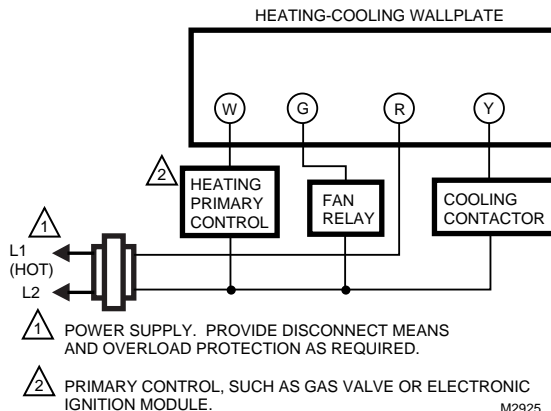 HEATING-COOLING WALLPLATE
W G R Y
2
HEATING
PRIMARY
CONTROL
FAN
RELAY
COOLING
CONTACTOR
1
L1
(HOT)
L2
1 POWER SUPPLY. PROVIDE DISCONNECT MEANS
AND OVERLOAD PROTECTION AS REQUIRED.
2 PRIMARY CONTROL, SUCH AS GAS VALVE OR ELECTRONIC
IGNITION MODULE.
M2925